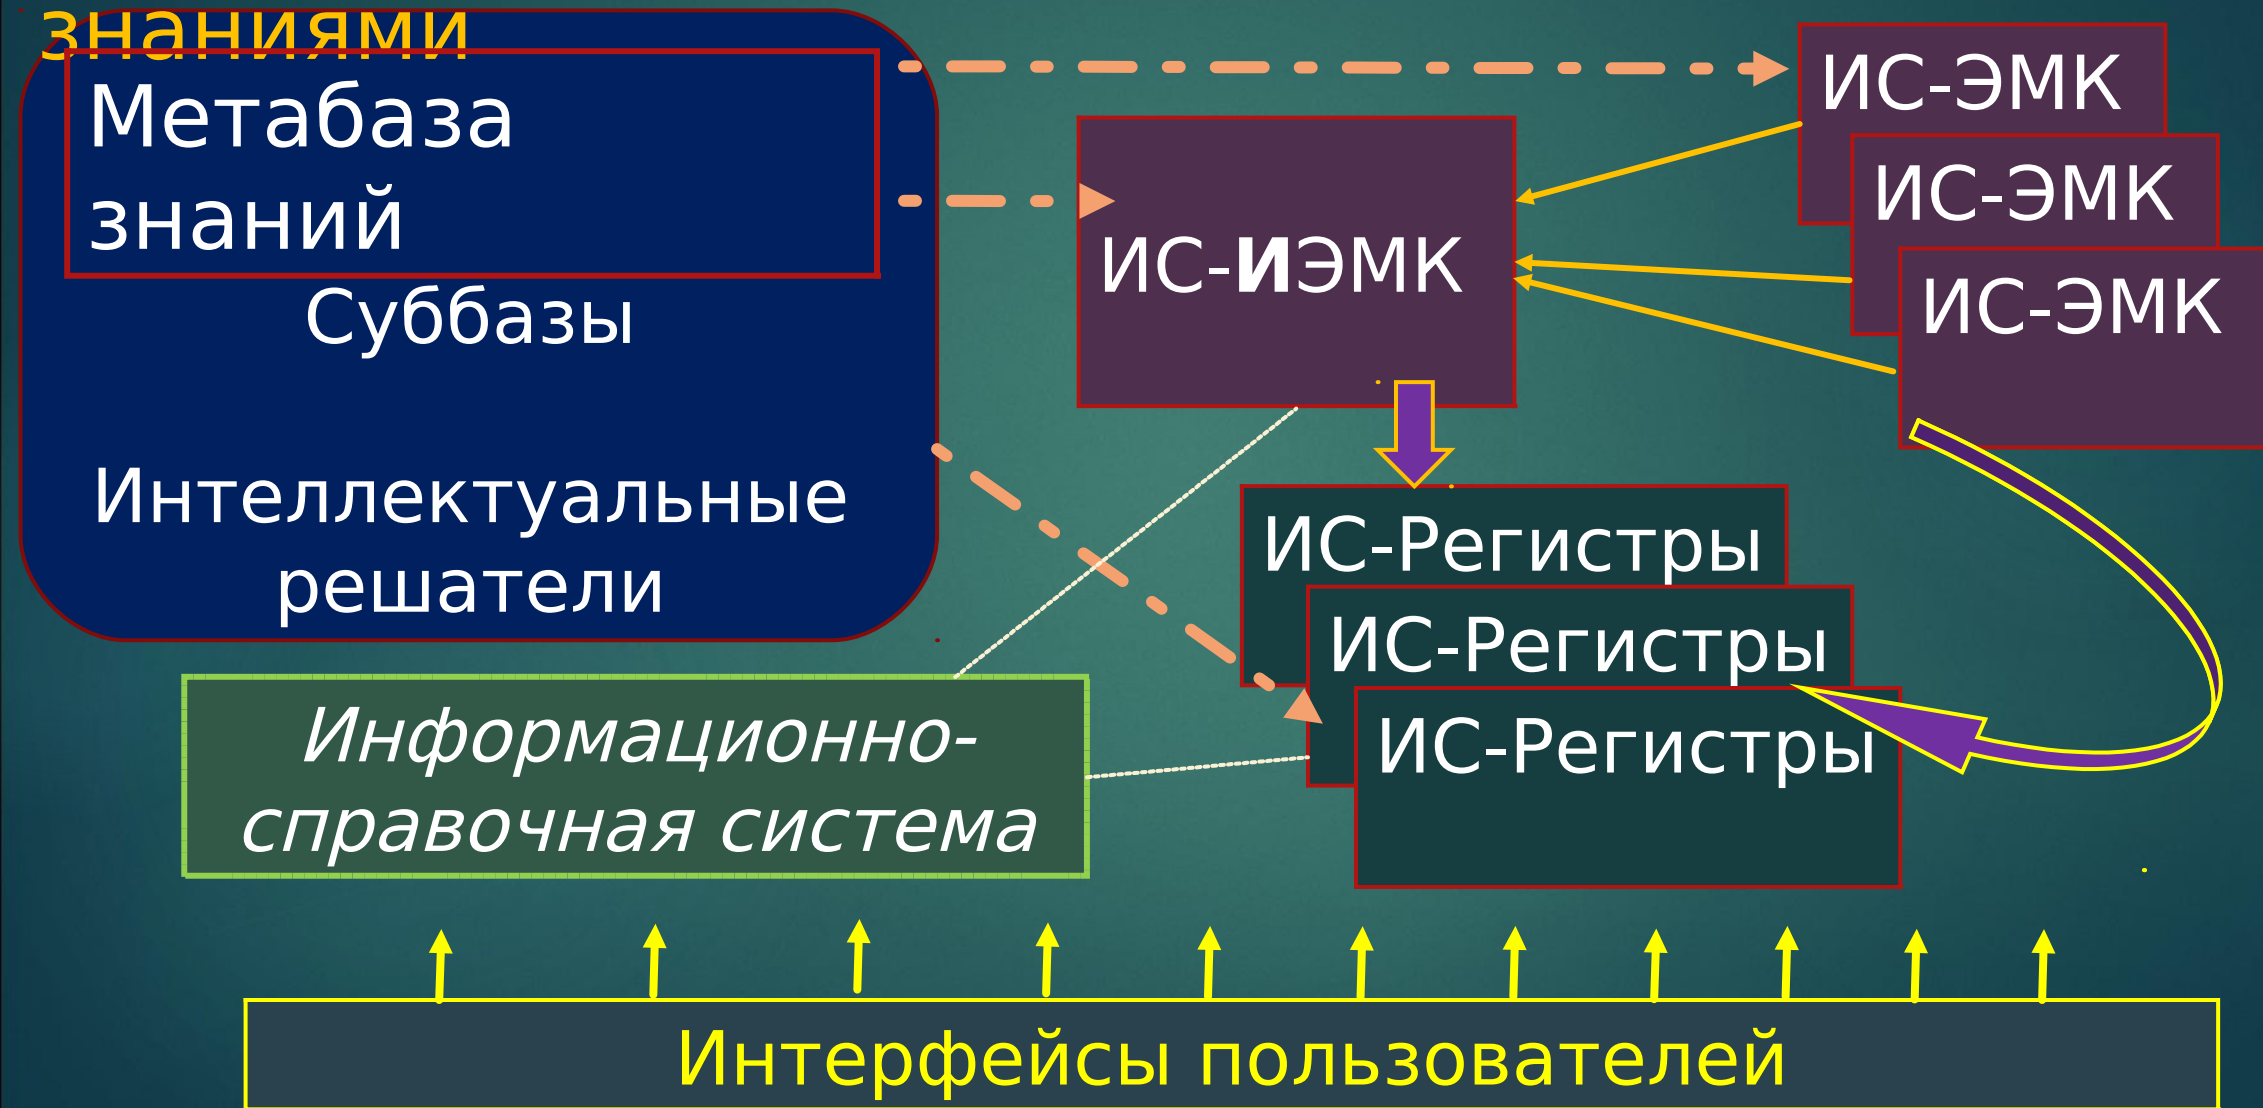 знаниями
Метабаза
знаний
Суббазы
Интеллектуальные
решатели
ИС-ИЭМК
ИС-ЭМК
ИС-ЭМК
ИС-ЭМК
ИС-Регистры
ИС-Регистры
ИС-Регистры
Информационно-
справочная система
Интерфейсы пользователей